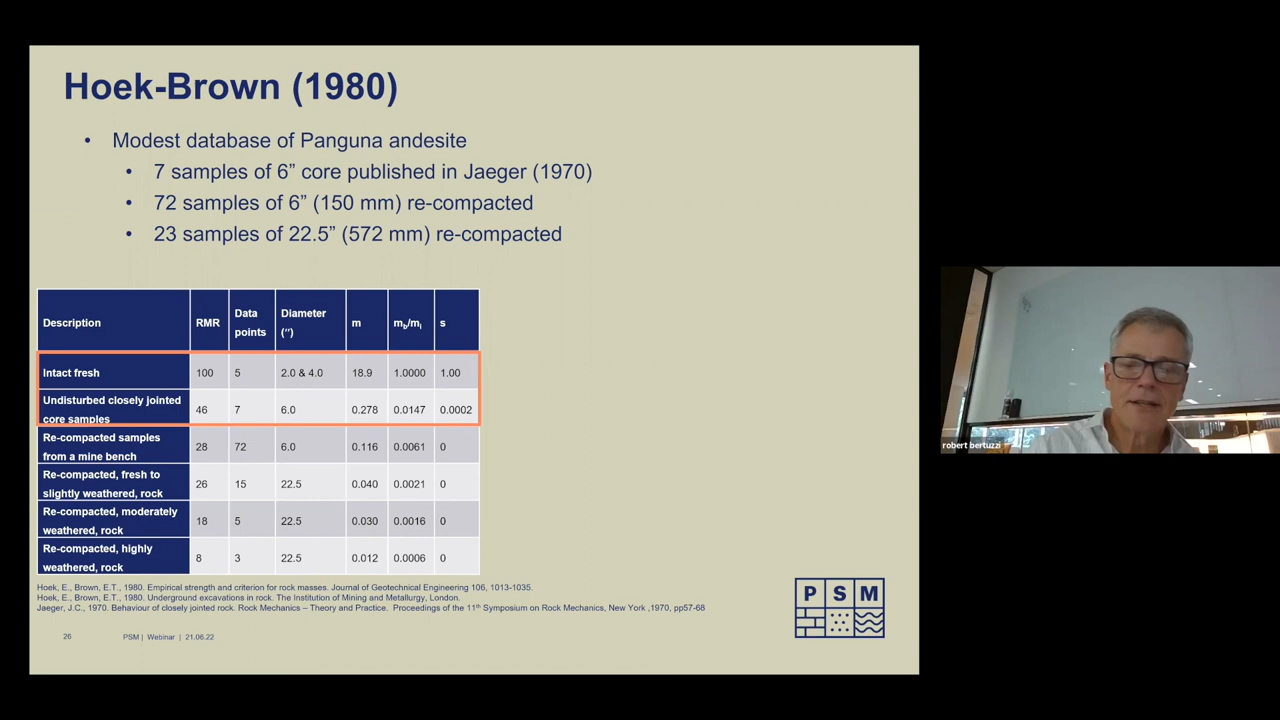 Hoek-Brown (1980)
• Modest database of Panguna andesite
• 7 samples of 6” core published in Jaeger (1970)
• 72 samples of 6” (150 mm) re-compacted
• 23 samples of 22.5” (572 mm) re-compacted
Description RMR Data points Diameter (″) m mb/mi s
Intact fresh 100 5 2.0 & 4.0 18.9 1.0000 1.00
Undisturbed closely jointed core samples 46 7 6.0 0.278 0.0147 0.0002
Re-compacted samples from a mine bench 28 72 6.0 0.116 0.0061 0
Re-compacted, fresh to slightly weathered, rock 26 15 22.5 0.040 0.0021 0
Re-compacted, moderately weathered, rock 18 5 22.5 0.030 0.0016 0
Re-compacted, highly weathered, rock 8 3 22.5 0.012 0.0006 0
Hoek, E., Brown, E.T., 1980. Empirical strength and criterion for rock masses. Journal of Geotechnical Engineering 106, 1013-1035.
Hoek, E., Brown, E.T., 1980. Underground excavations in rock. The Institution of Mining and Metallurgy, London.
Jaeger, J.C., 1970. Behaviour of closely jointed rock. Rock Mechanics – Theory and Practice. Proceedings of the 11th Symposium on Rock Mechanics, New York ,1970, pp57-68
26 PSM | Webinar | 21.06.22
P S M
robert bertuzzi